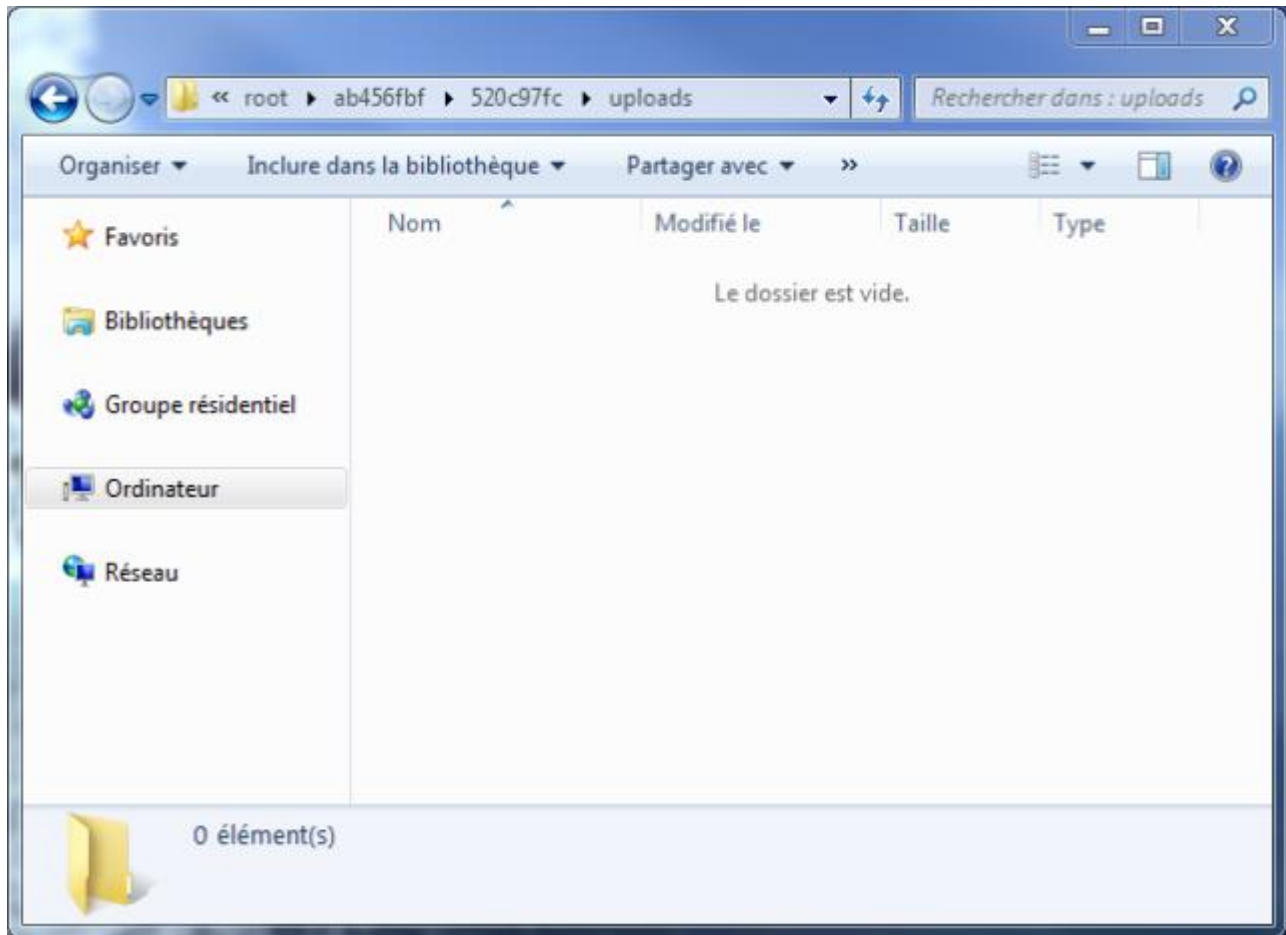 « root ▸ ab456fbf ▸ 520c97fc ▸ uploads Rechercher dans : uploads
Organiser Inclure dans la bibliothèque Partager avec »
Nom Modifié le Taille Type
Favoris
Le dossier est vide.
Bibliothèques
Groupe résidentiel
Ordinateur
Réseau
0 élément(s)